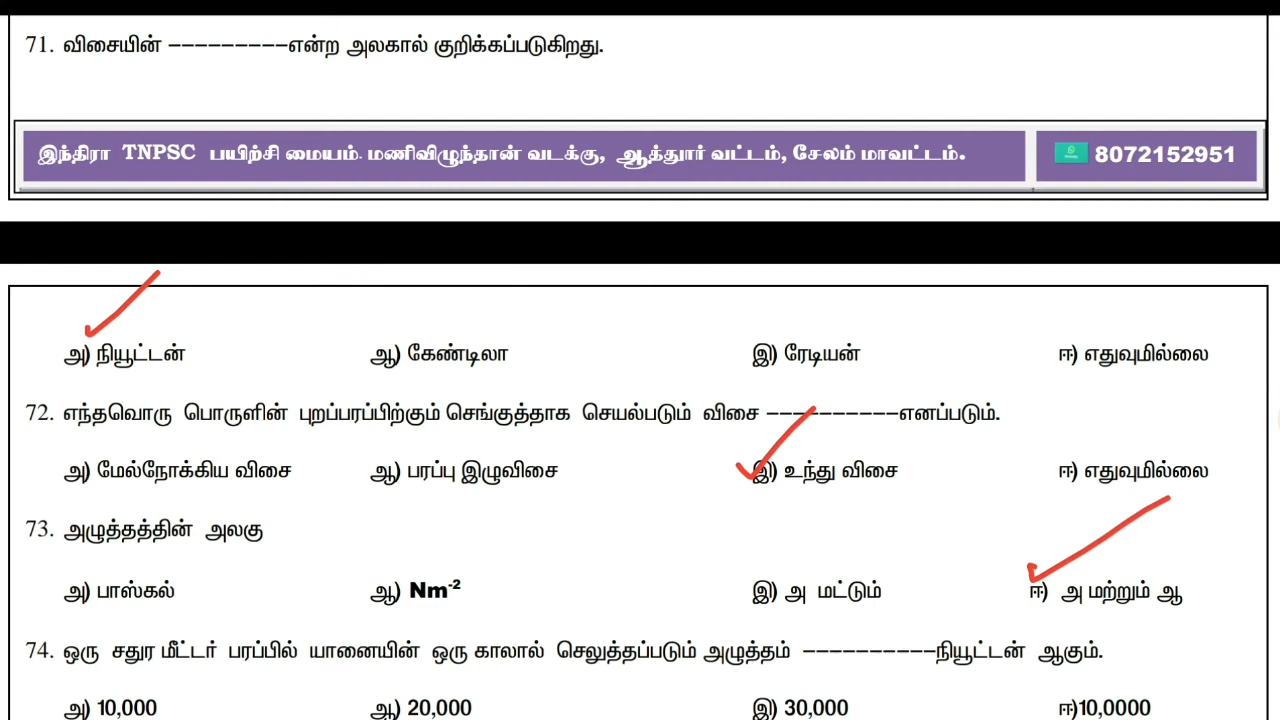 71. விசையின் ---------என்ற அலகால் குறிக்கப்படுகிறது.
இந்திரா TNPSC பயிற்சி மையம். மணிவிழுந்தான் வடக்கு, ஆத்துார் வட்டம், சேலம் மாவட்டம். 8072152951
அ) நியூட்டன் ஆ) கேண்டிலா இ) ரேடியன் ஈ) எதுவுமில்லை
72. எந்தவொரு பொருளின் புறப்பரப்பிற்கும் செங்குத்தாக செயல்படும் விசை ----------எனப்படும்.
அ) மேல்நோக்கிய விசை ஆ) பரப்பு இழுவிசை இ) உந்து விசை ஈ) எதுவுமில்லை
73. அழுத்தத்தின் அலகு
அ) பாஸ்கல் ஆ) Nm-2 இ) அ மட்டும் ஈ) அ மற்றும் ஆ
74. ஒரு சதுர மீட்டர் பரப்பில் யானையின் ஒரு காலால் செலுத்தப்படும் அழுத்தம் ----------நியூட்டன் ஆகும்.
அ) 10,000 ஆ) 20,000 இ) 30,000 ஈ)10,0000